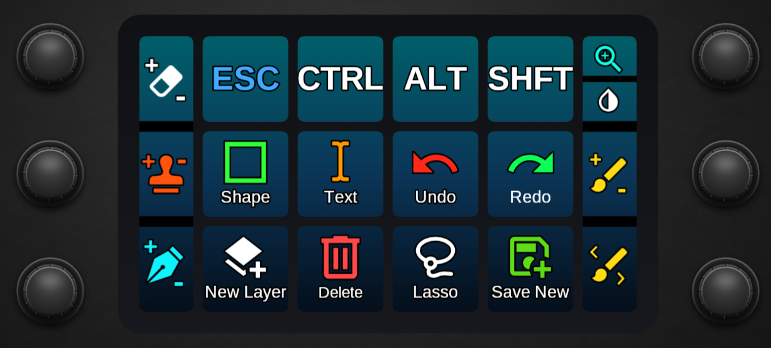 ESC
CTRL
ALT
SHFT
Shape
Text
Undo
Redo
New Layer
Delete
Lasso
Save New